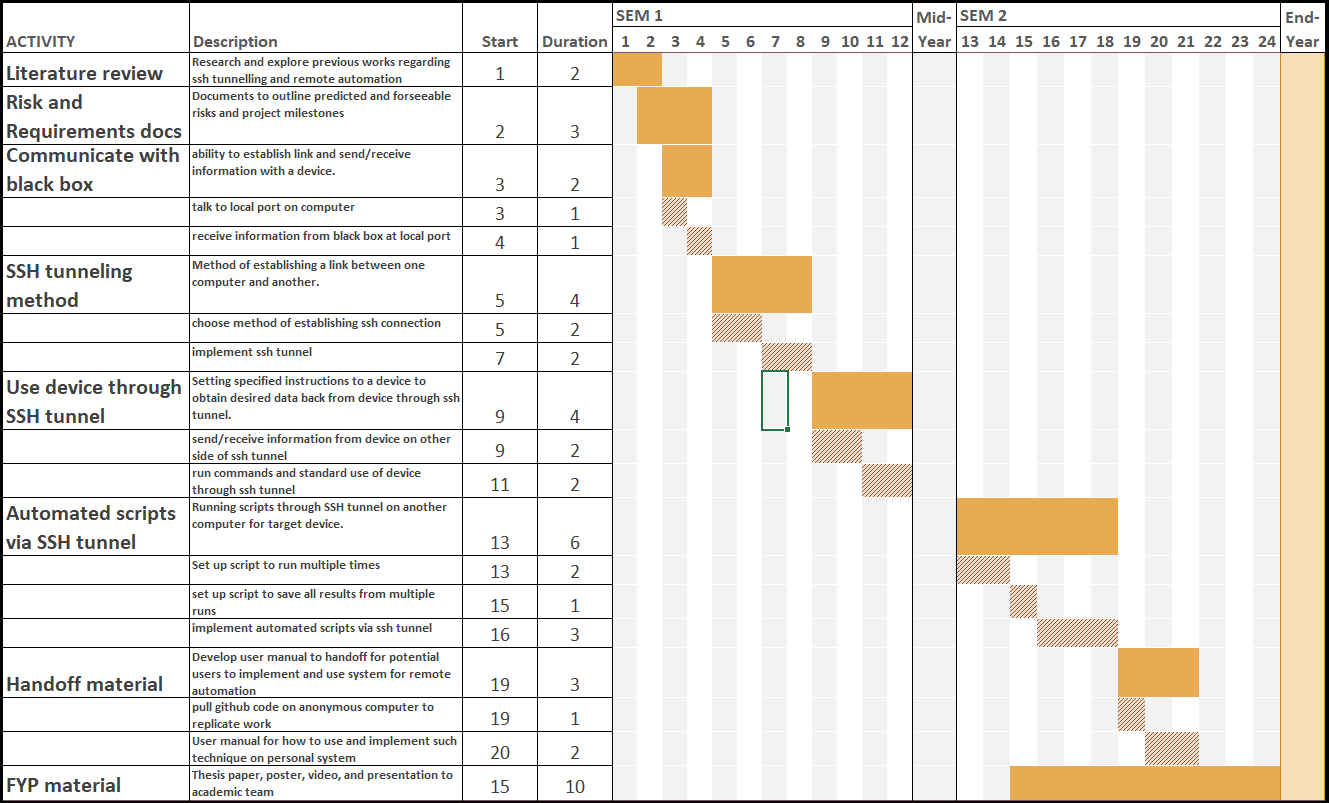 SEM 1 Mid- SEM 2 End-
ACTIVITY Description Start Duration 1 2 3 4 5 6 7 8 9 10 11 12 Year 13 14 15 16 17 18 19 20 21 22 23 24 Year
Literature review Research and explore previous works regarding
ssh tunnelling and remote automation 1 2
Risk and Documents to outline predicted and forseeable
Requirements docs risks and project milestones 2 3
Communicate with ability to establish link and send/receive
black box information with a device. 3 2
talk to local port on computer 3 1
receive information from black box at local port 4 1
SSH tunneling Method of establishing a link between one
method computer and another. 5 4
choose method of establishing ssh connection 5 2
implement ssh tunnel 7 2
Use device through Setting specified instructions to a device to
SSH tunnel obtain desired data back from device through ssh
tunnel. 9 4
send/receive information from device on other
side of ssh tunnel 9 2
run commands and standard use of device
through ssh tunnel 11 2
Automated scripts Running scripts through SSH tunnel on another
via SSH tunnel computer for target device. 13 6
Set up script to run multiple times 13 2
set up script to save all results from multiple
runs 15 1
implement automated scripts via ssh tunnel 16 3
Develop user manual to handoff for potential
users to implement and use system for remote
Handoff material automation 19 3
pull github code on anonymous computer to
replicate work 19 1
User manual for how to use and implement such
technique on personal system 20 2
FYP material Thesis paper, poster, video, and presentation to
academic team 15 10